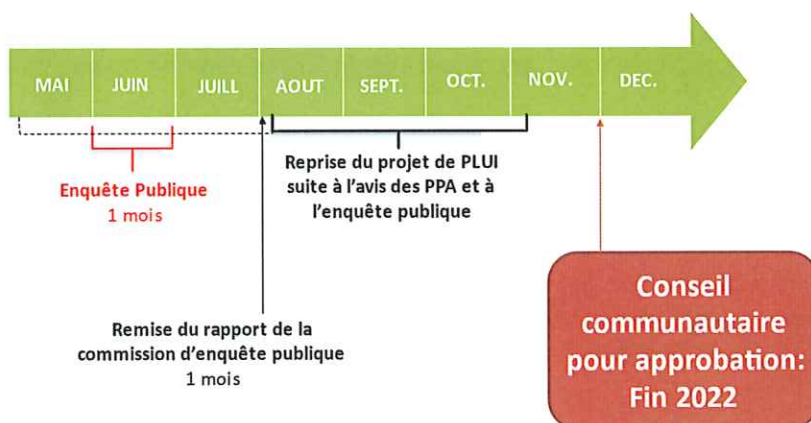 MAI JUIN JUILL AOUT SEPT. OCT. NOV. DEC.
Enquête Publique
1 mois
Reprise du projet de PLUI
suite à l'avis des PPA et à
l'enquête publique
Remise du rapport de la
commission d'enquête publique
1 mois
Conseil
communautaire
pour approbation:
Fin 2022